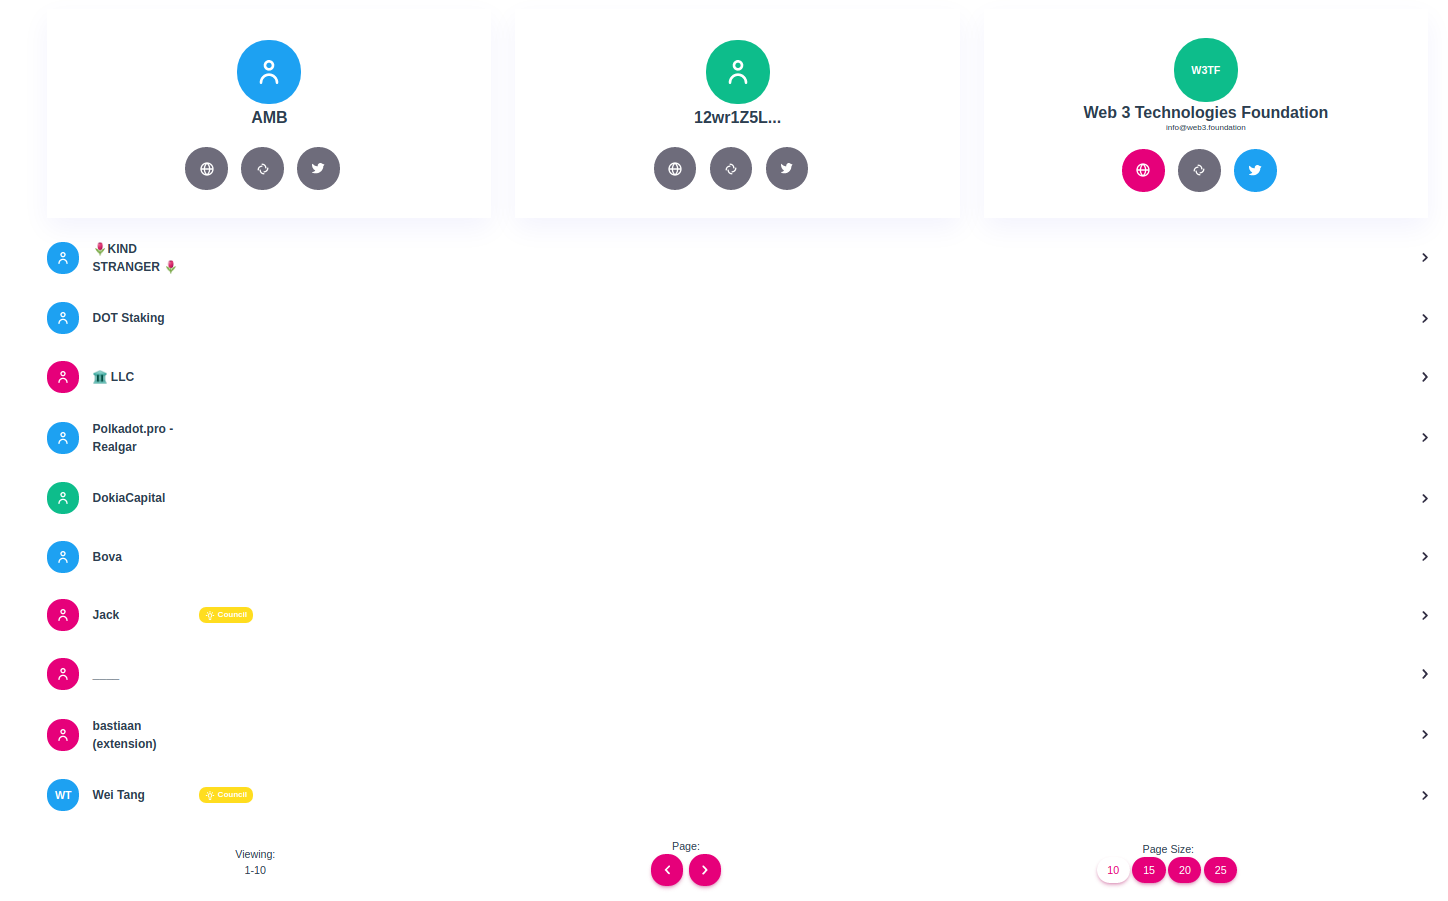 AMB
12wr1Z5L...
W3TF
Web 3 Technologies Foundation
info@web3.foundation
🌷KIND
STRANGER 🌷
DOT Staking
🏛️ LLC
Polkadot.pro -
Realgar
DokiaCapital
Bova
Jack
Council
____
bastiaan
(extension)
WT
Wei Tang
Council
Viewing:
1-10
Page:
Page Size:
10
15
20
25